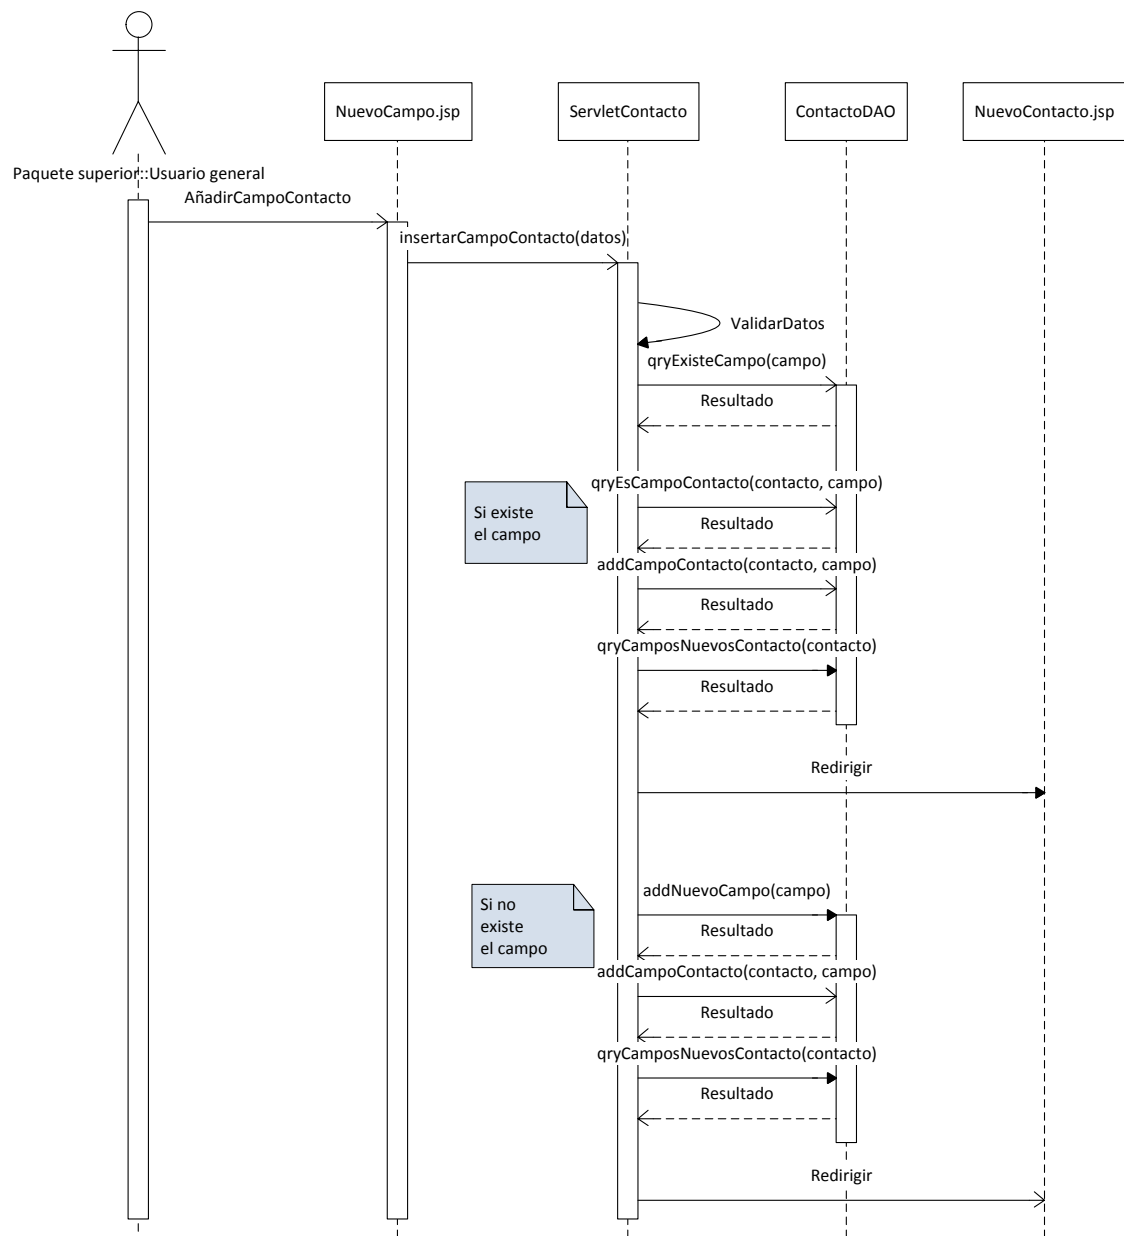 NuevoCampo.jsp
ServletContacto
ContactoDAO
NuevoContacto.jsp
Paquete superior::Usuario general
AñadirCampoContacto
insertarCampoContacto(datos)
ValidarDatos
qryExisteCampo(campo)
Resultado
qryEsCampoContacto(contacto, campo)
Si existe
el campo
Resultado
addCampoContacto(contacto, campo)
Resultado
qryCamposNuevosContacto(contacto)
Resultado
Redirigir
addNuevoCampo(campo)
Si no
existe
el campo
Resultado
addCampoContacto(contacto, campo)
Resultado
qryCamposNuevosContacto(contacto)
Resultado
Redirigir